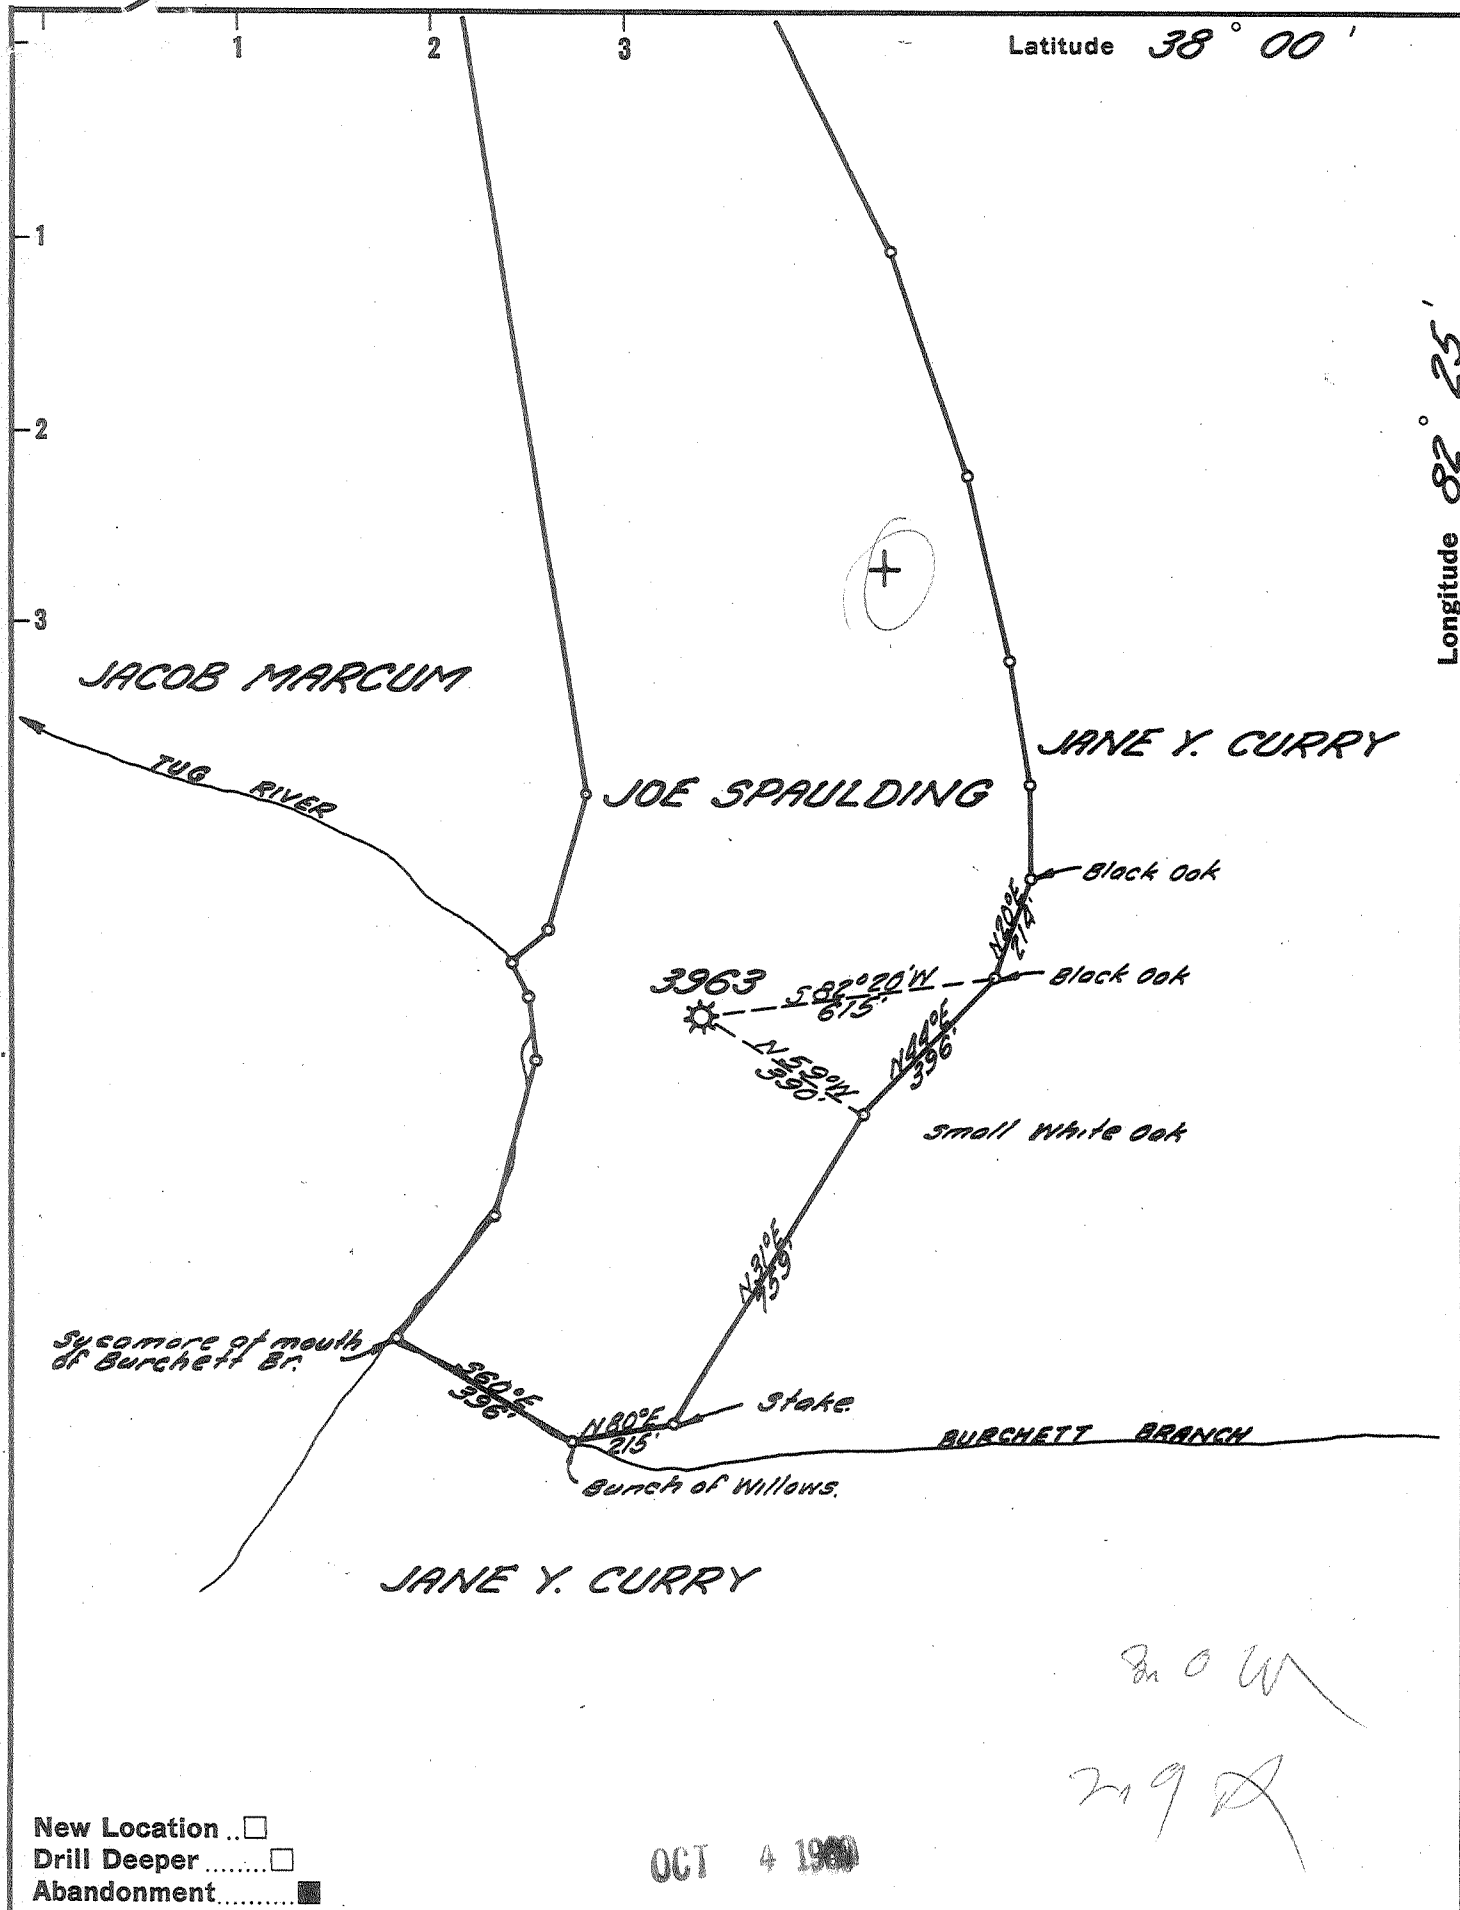 1 2 3 Latitude 38° 00'
1
2
3
Longitude 82° 25'
JACOB MARCUM
TUG RIVER
JANE Y. CURRY
JOE SPAULDING
Black Oak
N20°E
214'
3963
S82°20'W
615'
Black Oak
N44°E
396'
N59°W
390'
Small White Oak
N31°E
759'
Sycamore at mouth
of Burchett Br.
S60°E
396'
N80°E
215'
Stake
BURCHETT BRANCH
Bunch of Willows.
JANE Y. CURRY
New Location
Drill Deeper
Abandonment
OCT 4